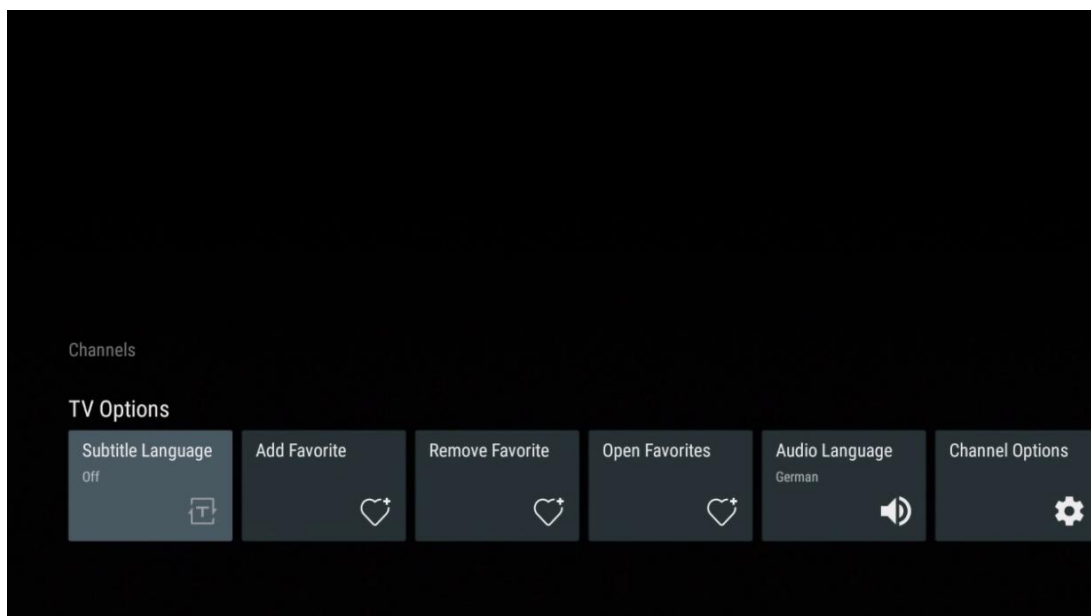 Channels
TV Options
Subtitle Language
Off
Add Favorite
Remove Favorite
Open Favorites
Audio Language
German
Channel Options